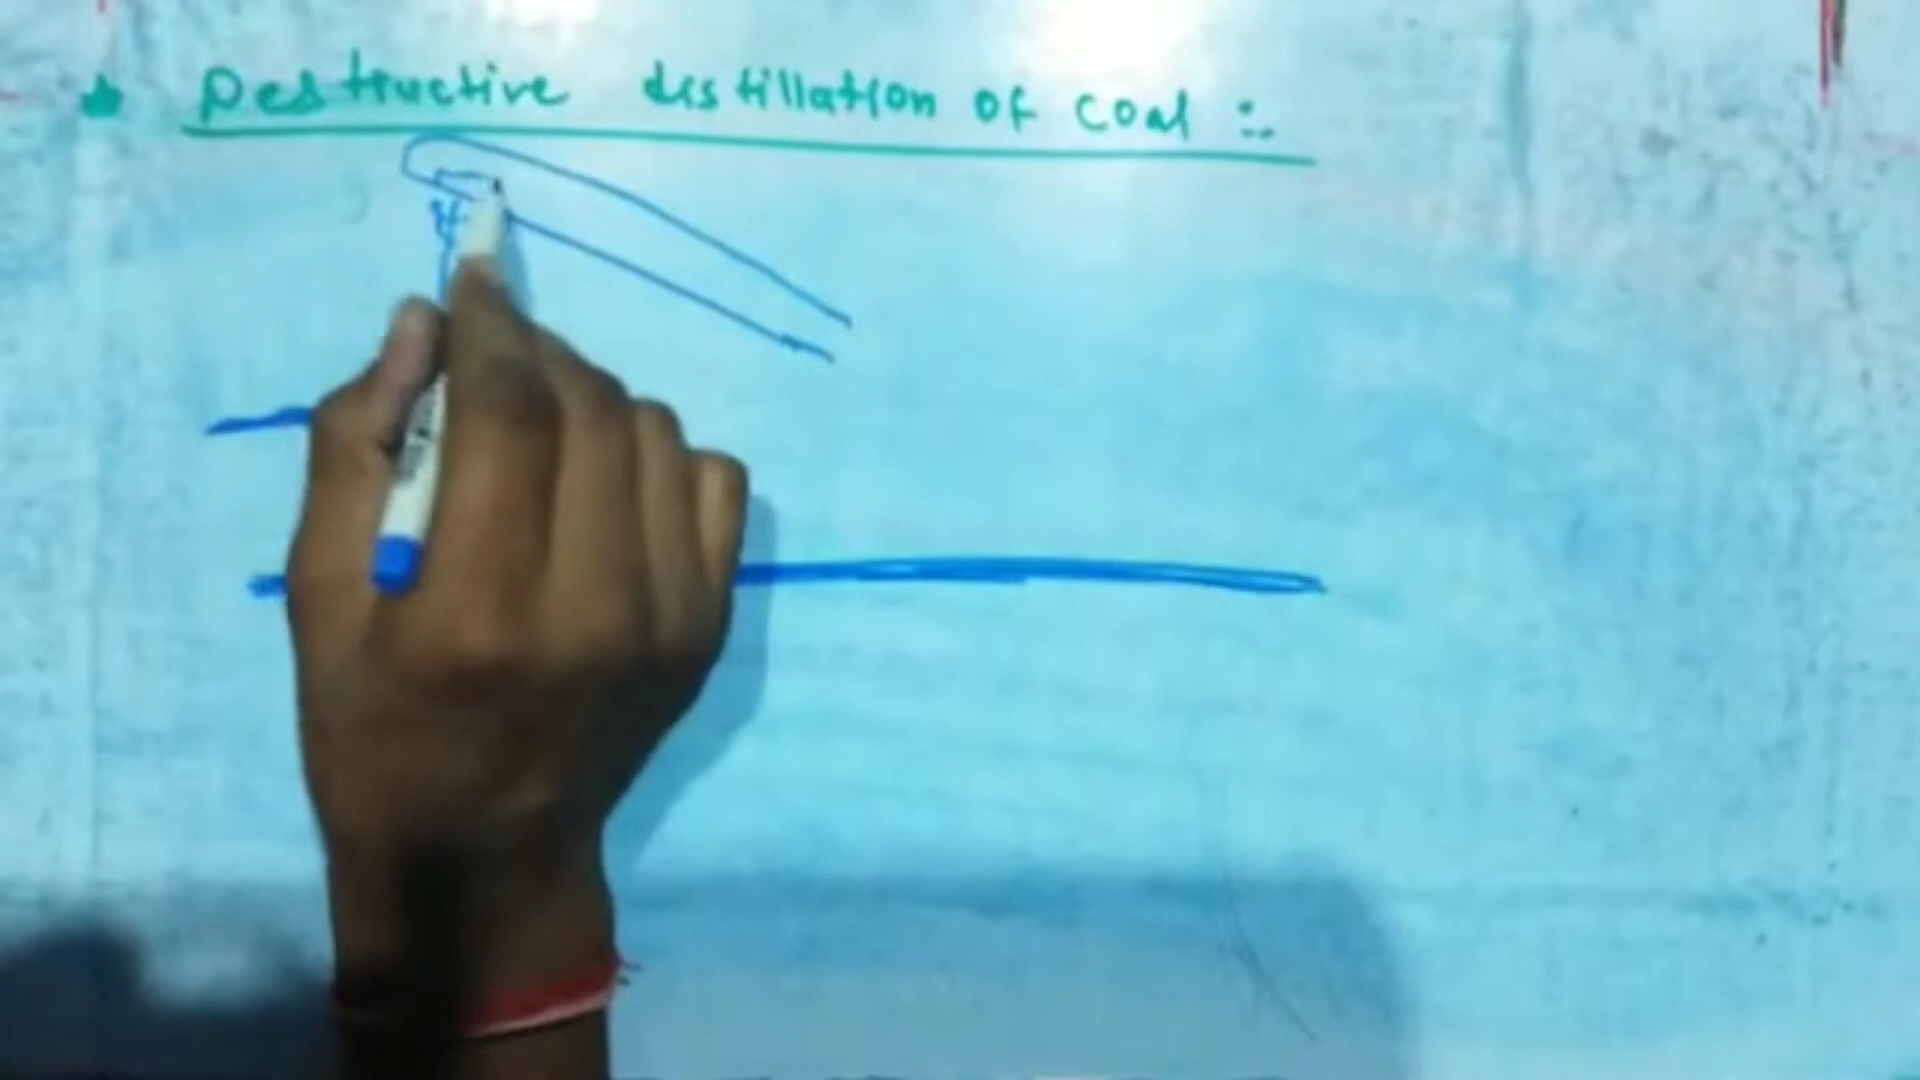 Destructive distillation of coal :-